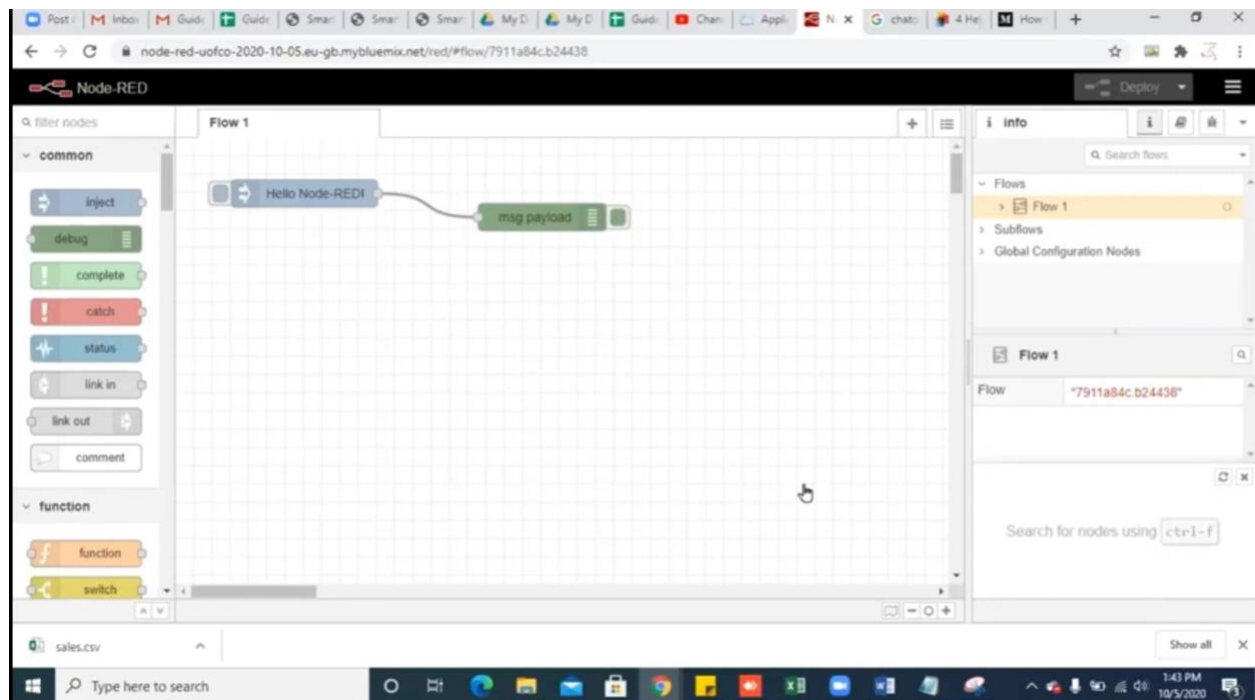 Post
Inbox
Guide
Guide
Smar
Smar
Smar
My D
My D
Guide
Chan
Appli
N
chatb
4 Hel
How
node-red-uofco-2020-10-05.eu-gb.mybluemix.net/red/#flow/7911a84c.b24438
Node-RED
Deploy
filter nodes
Flow 1
i info
Search flows
common
Hello Node-RED!
msg payload
Flows
Flow 1
Subflows
Global Configuration Nodes
inject
debug
complete
catch
status
link in
link out
comment
Flow 1
Flow "7911a84c.b24438"
function
Search for nodes using ctrl-f
function
switch
sales.csv
Show all
Type here to search
1:43 PM
10/5/2020